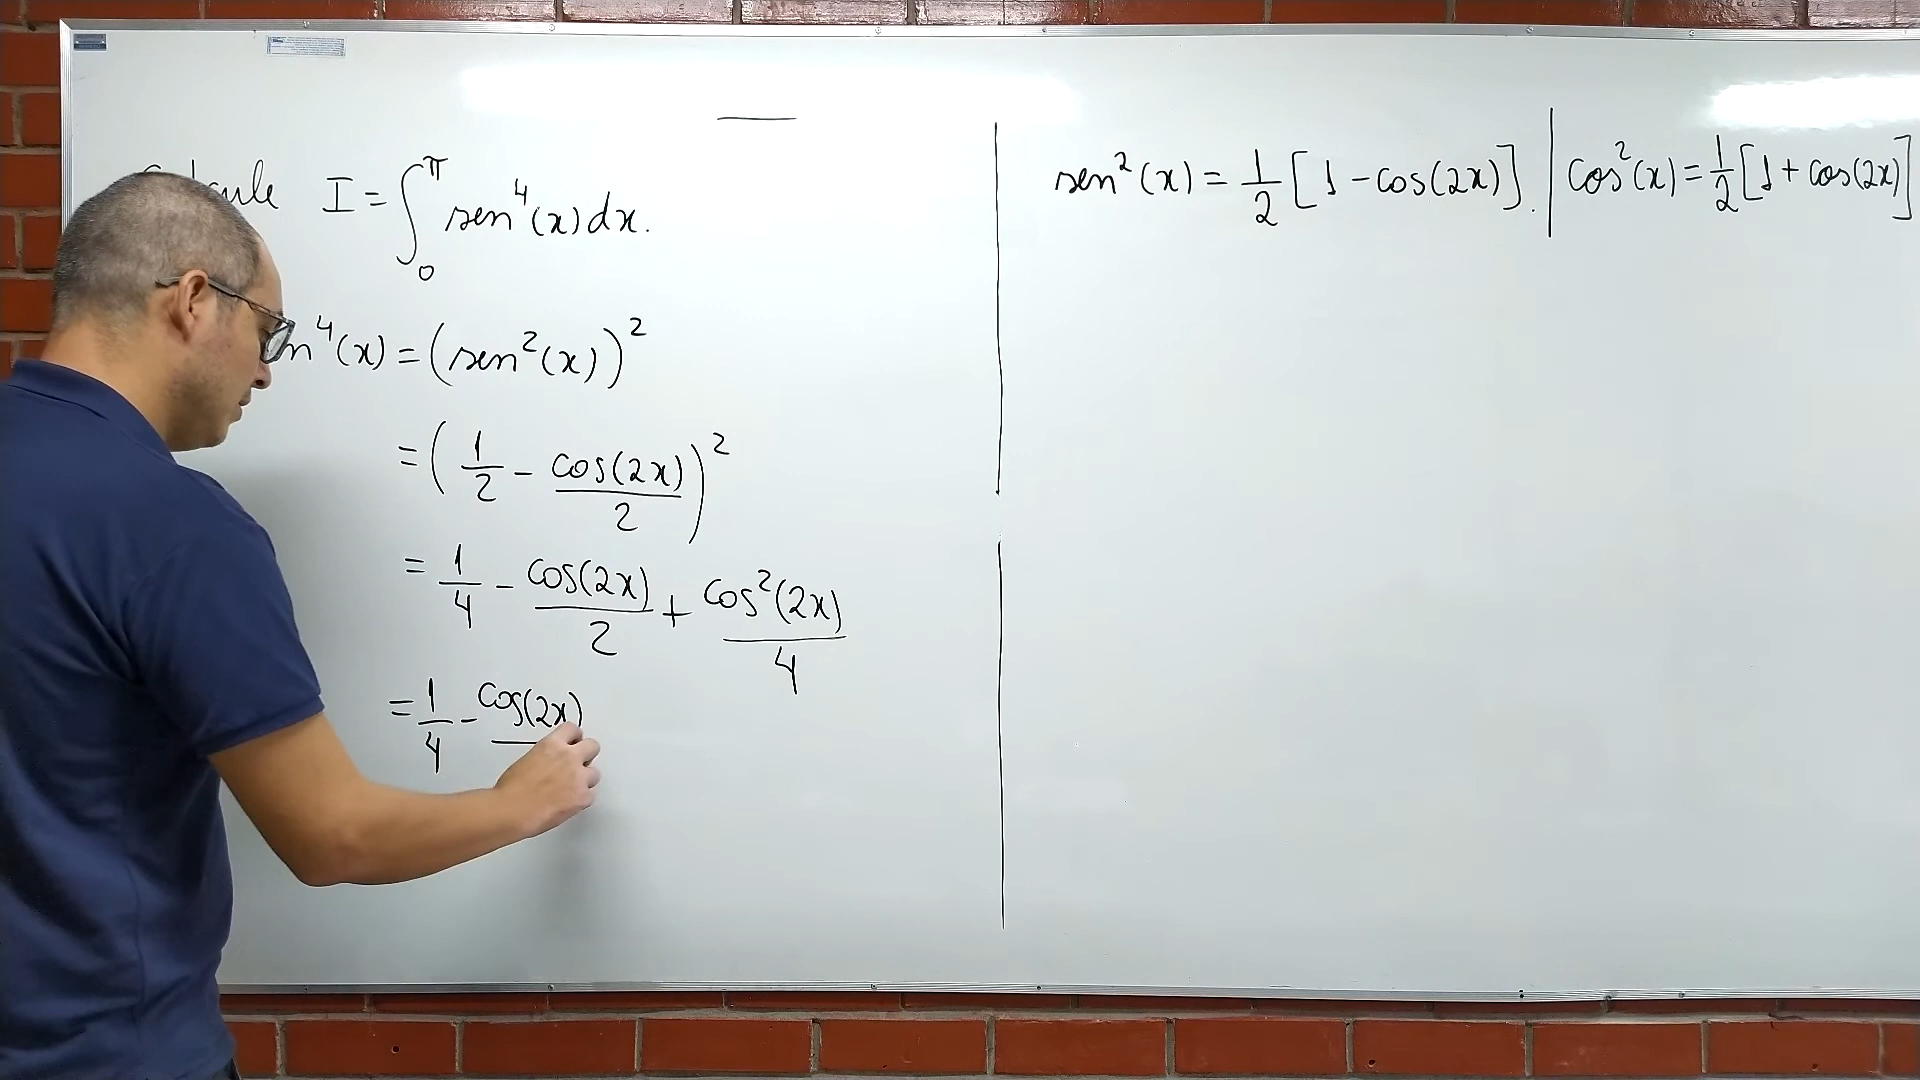 I = ∫₀^π sen⁴(x) dx.
⁴(x) = (sen²(x))²
= (1/2 - cos(2x)/2)²
= 1/4 - cos(2x)/2 + cos²(2x)/4
= 1/4 - cos(2x)
sen²(x) = 1/2 [1 - cos(2x)]. | cos²(x) = 1/2 [1 + cos(2x)]